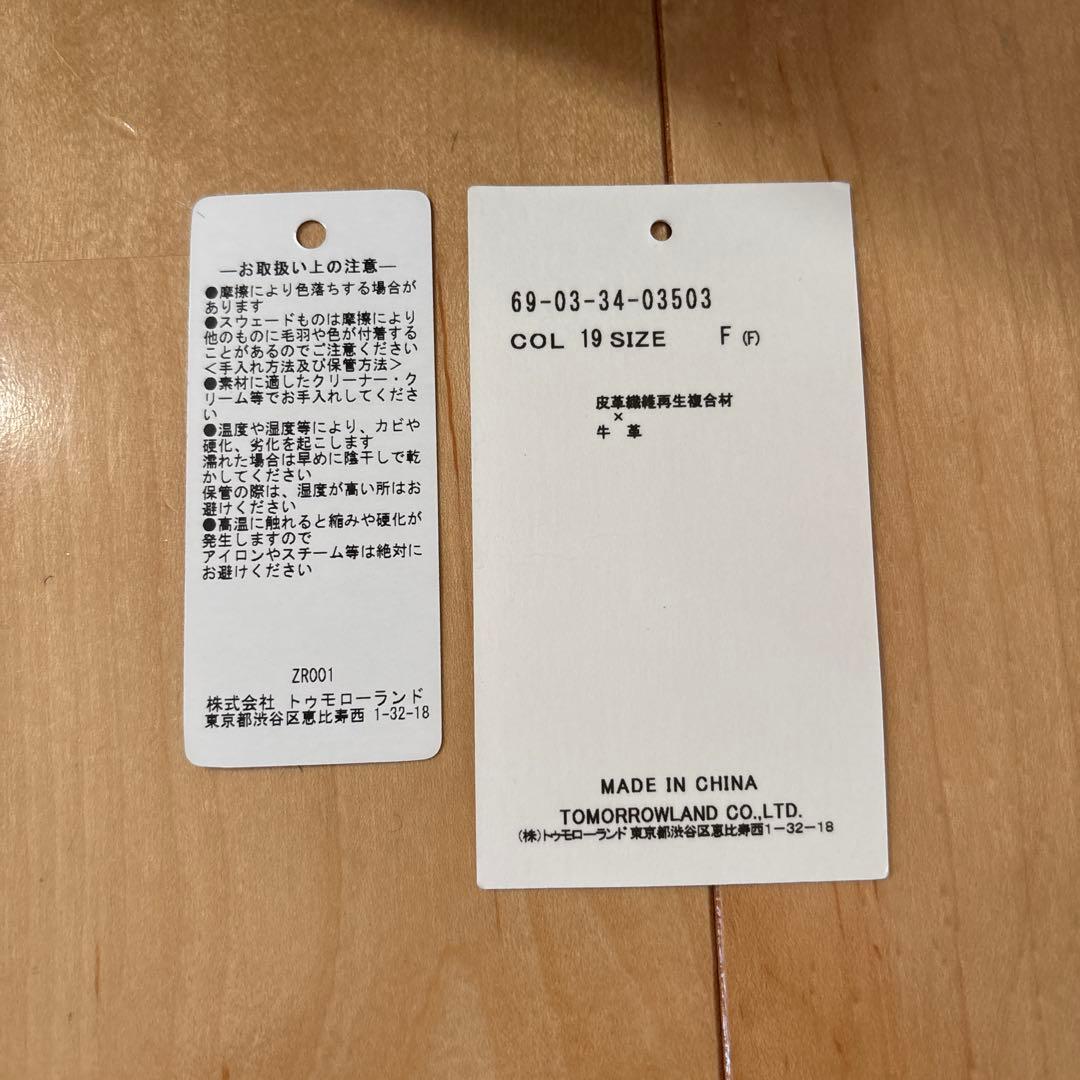 ―お取扱い上の注意―
●摩擦により色落ちする場合が
あります
●スウェードものは摩擦により
他のものに毛羽や色が付着する
ことがあるのでご注意ください
＜手入れ方法及び保管方法＞
●素材に適したクリーナー・ク
リーム等でお手入れしてくださ
い
●温度や湿度等により、カビや
硬化、劣化を起こします
濡れた場合は早めに陰干しで乾
かしてください
保管の際は、湿度が高い所はお
避けください
●高温に触れると縮みや硬化が
発生しますので
アイロンやスチーム等は絶対に
お避けください
ZR001
株式会社 トゥモローランド
東京都渋谷区恵比寿西 1-32-18
69-03-34-03503
COL 19 SIZE F (F)
皮革繊維再生複合材
×
牛 革
MADE IN CHINA
TOMORROWLAND CO.,LTD.
(株)トゥモローランド 東京都渋谷区恵比寿西1-32-18